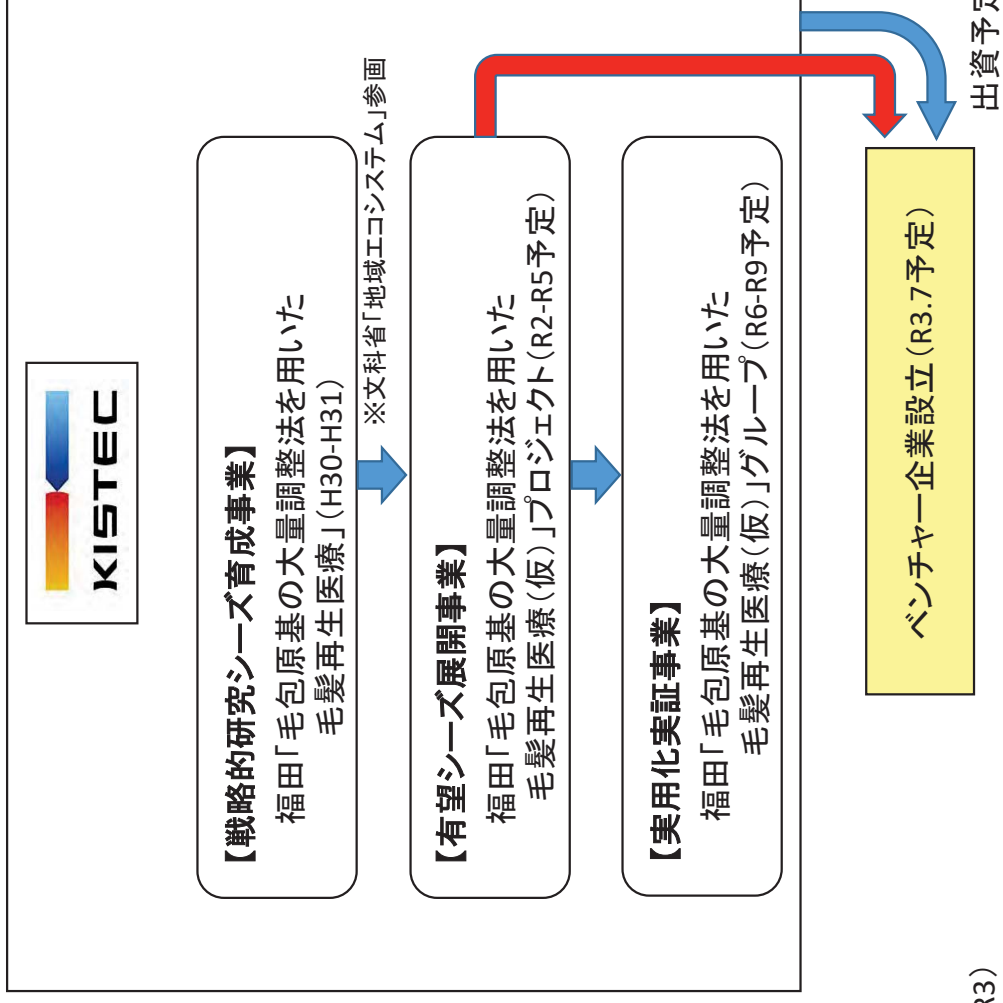 KISTEC
【戦略的研究シーズ育成事業】
福田「毛包原基の大量調整法を用いた
毛髪再生医療」(H30-H31)
※文科省「地域エコシステム」参画
【有望シーズ展開事業】
福田「毛包原基の大量調整法を用いた
毛髪再生医療(仮)」プロジェクト(R2-R5予定)
【実用化実証事業】
福田「毛包原基の大量調整法を用いた
毛髪再生医療(仮)」グループ(R6-R9予定)
ベンチャー企業設立(R3.7予定)
出資予定